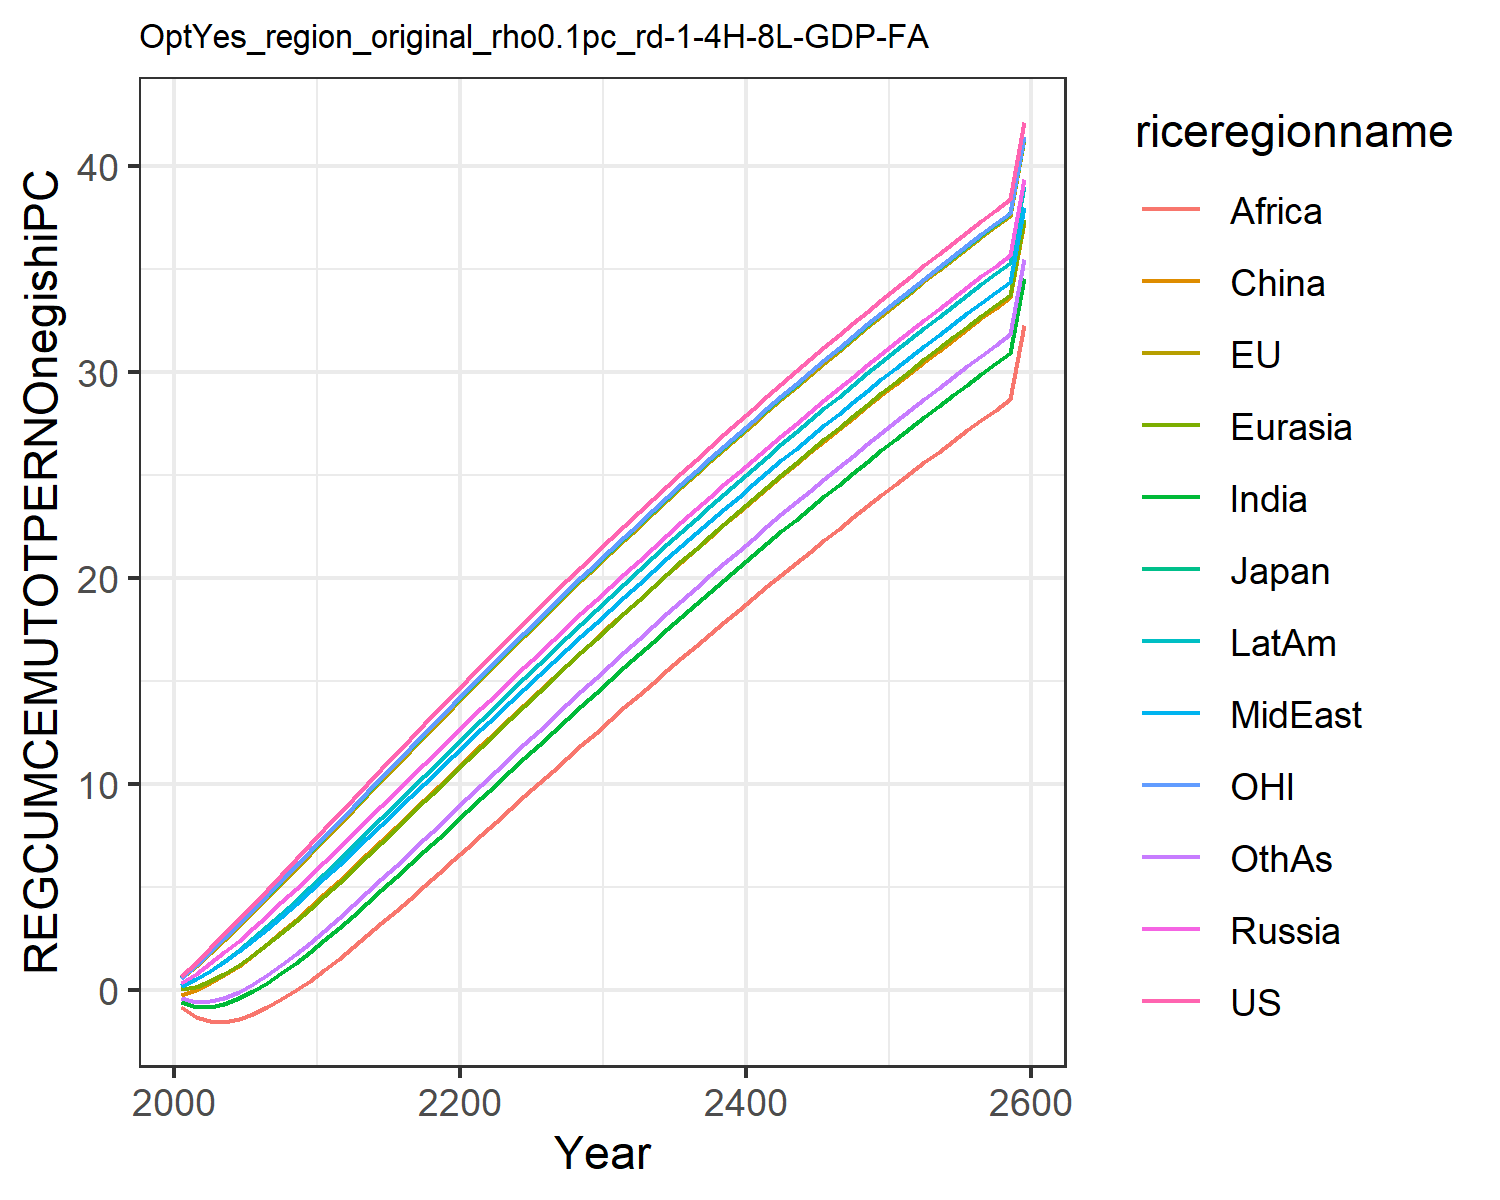 OptYes_region_original_rho0.1pc_rd-1-4H-8L-GDP-FA
REGCUMCEMUTOTPERNOnegishiPC
40
30
20
10
0
2000
2200
2400
2600
Year
riceregionname
Africa
China
EU
Eurasia
India
Japan
LatAm
MidEast
OHI
OthAs
Russia
US